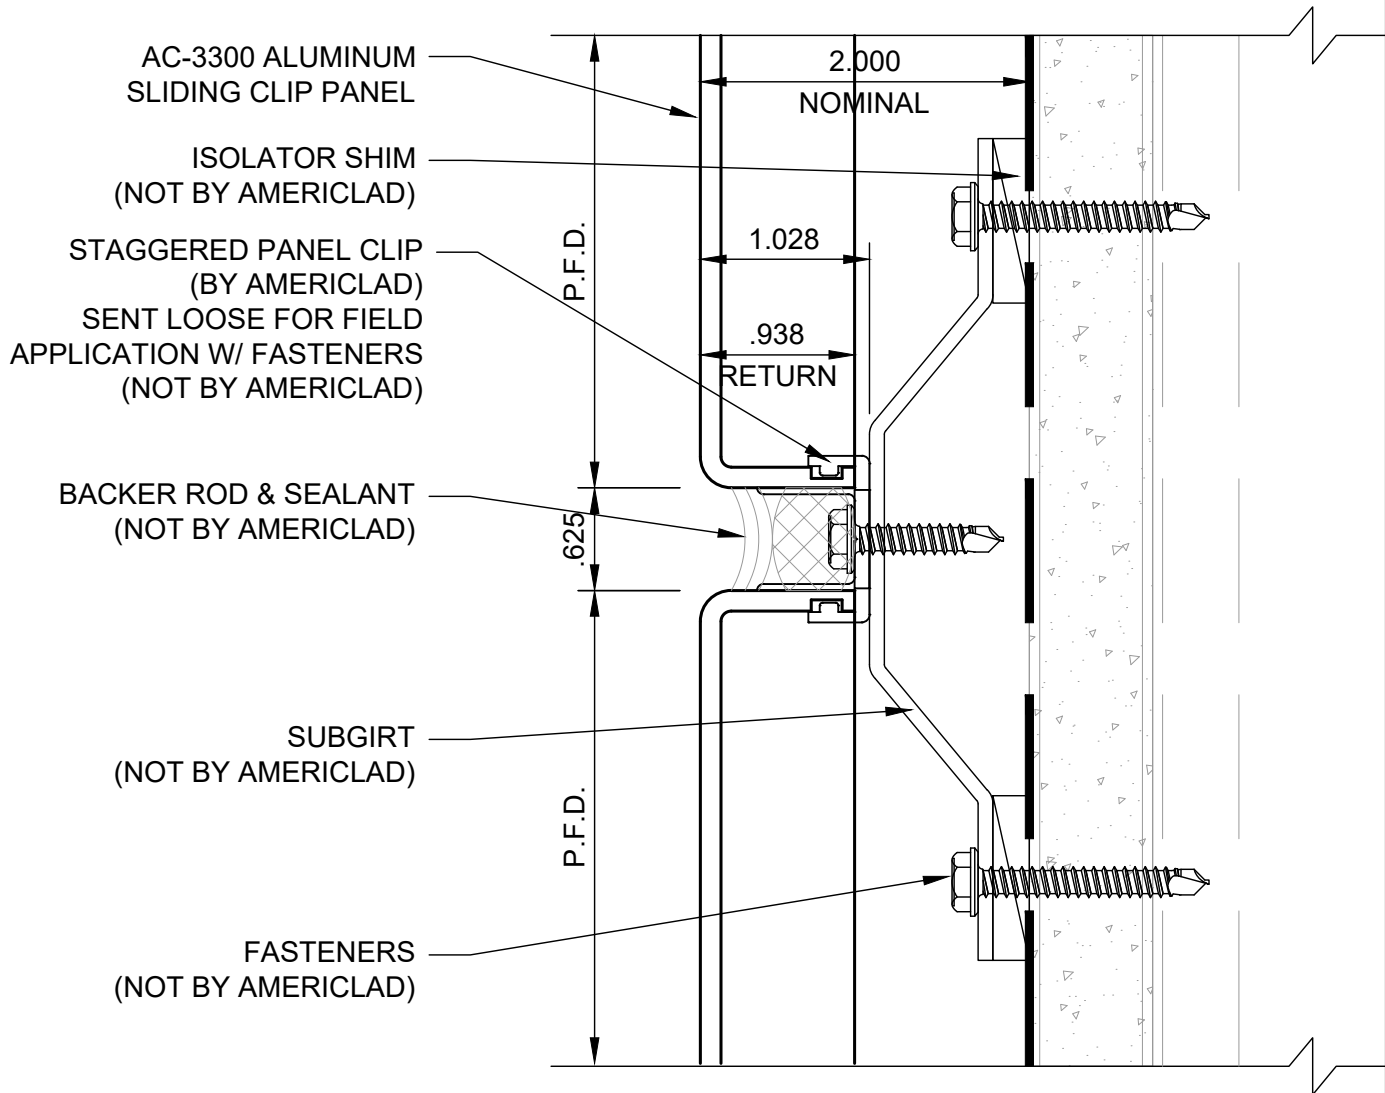 AC-3300 ALUMINUM
SLIDING CLIP PANEL
ISOLATOR SHIM
(NOT BY AMERICLAD)
STAGGERED PANEL CLIP
(BY AMERICLAD)
SENT LOOSE FOR FIELD
APPLICATION W/ FASTENERS
(NOT BY AMERICLAD)
BACKER ROD & SEALANT
(NOT BY AMERICLAD)
SUBGIRT
(NOT BY AMERICLAD)
FASTENERS
(NOT BY AMERICLAD)
P.F.D.
.625
P.F.D.
2.000
NOMINAL
1.028
.938
RETURN